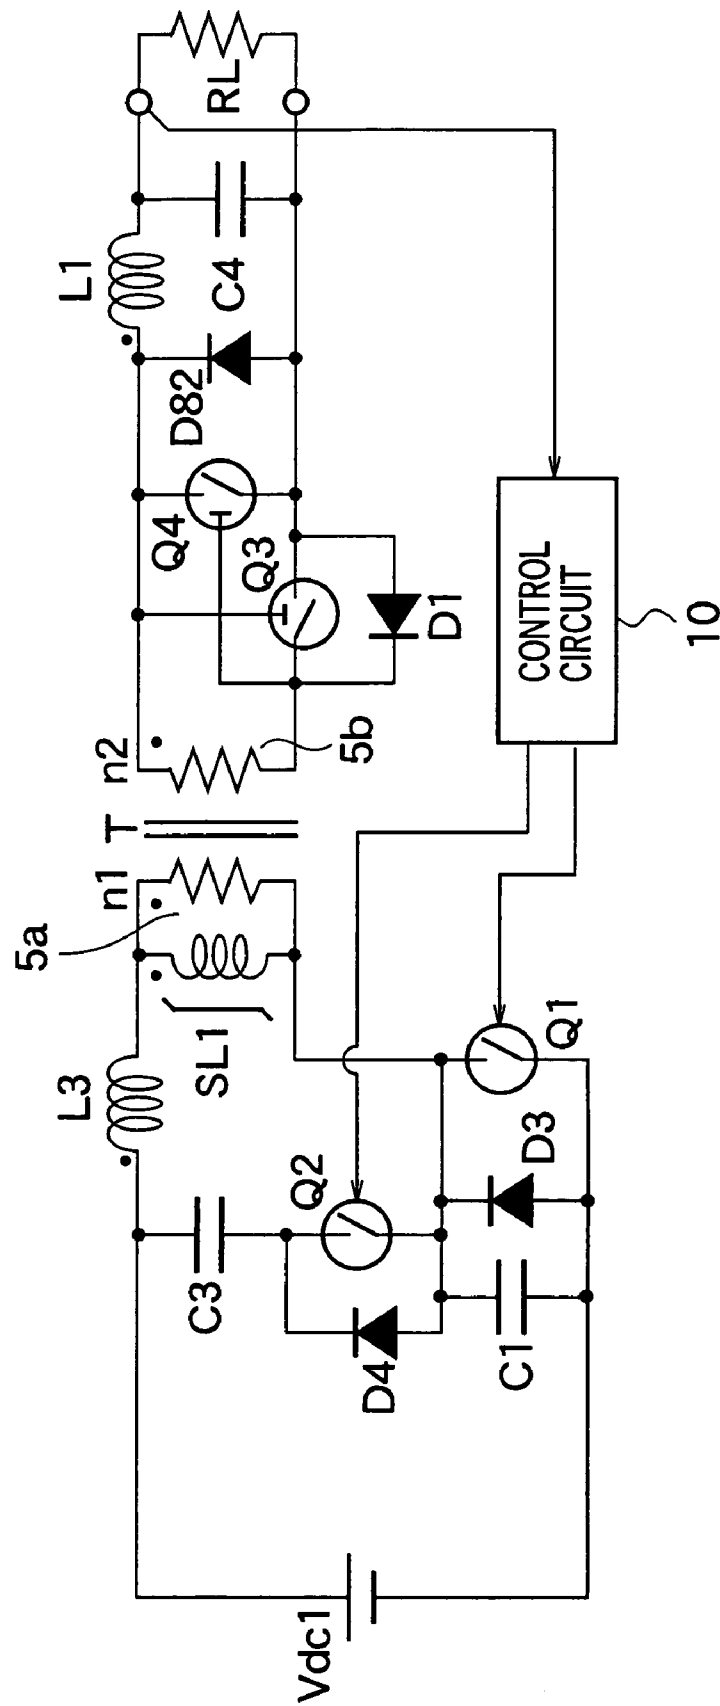 Vdc1
C3
D4
Q2
C1
D3
Q1
L3
SL1
5a
n1
T
n2
5b
Q3
D1
Q4
D82
L1
C4
RL
CONTROL
CIRCUIT
10